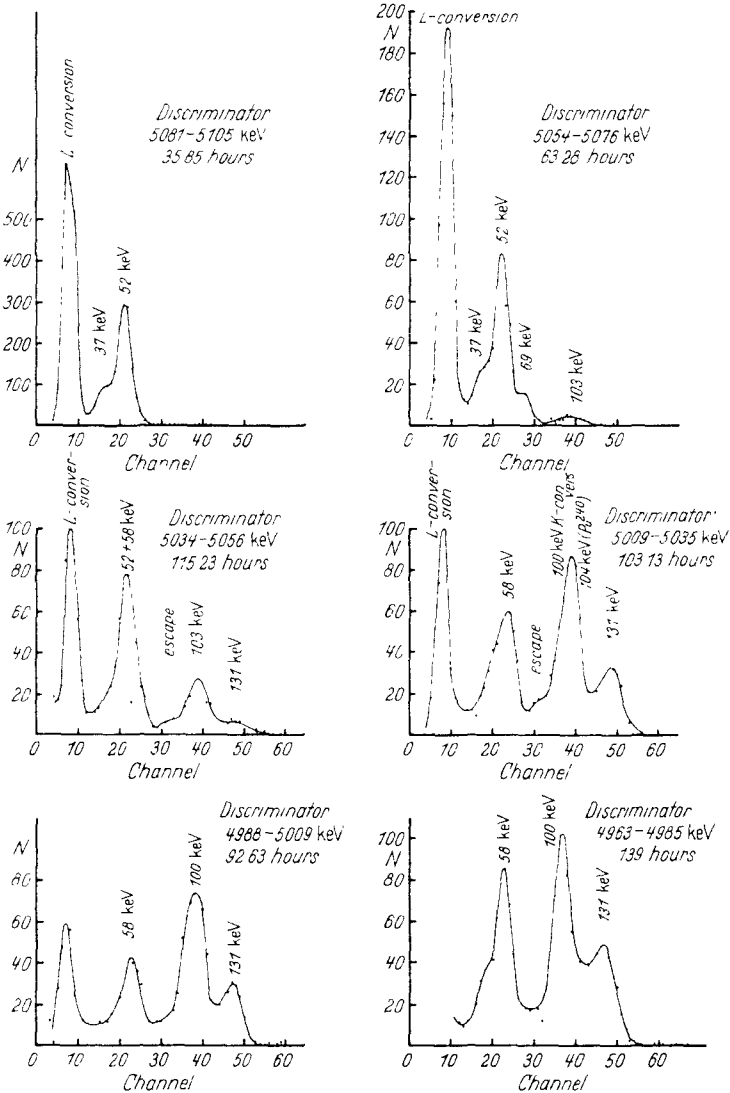 L conversion
Discriminator
5081–5105 keV
35 85 hours
N
500
400
300
200
100
37 keV
52 keV
0 10 20 30 40 50
Channel
200
N
180
160
140
120
100
80
60
40
20
L-conversion
Discriminator
5054–5076 keV
63 28 hours
37 keV
52 keV
69 keV
103 keV
0 10 20 30 40 50
Channel
100
N
80
60
40
20
L-conver-
sion
Discriminator
5034–5056 keV
115 23 hours
52+58 keV
escape
103 keV
131 keV
0 10 20 30 40 50 60
Channel
100
N
80
60
40
20
L-conver-
sion
58 keV
escape
100 keV K-con
vers
104 keV
131 keV
Discriminator
5009–5035 keV
103 13 hours
0 10 20 30 40 50 60
Channel
N
80
60
40
20
58 keV
100 keV
131 keV
Discriminator
4988–5009 keV
92 63 hours
0 10 20 30 40 50 60
Channel
100
N
80
60
40
20
58 keV
100 keV
131 keV
Discriminator
4963–4985 keV
139 hours
0 10 20 30 40 50 60
Channel